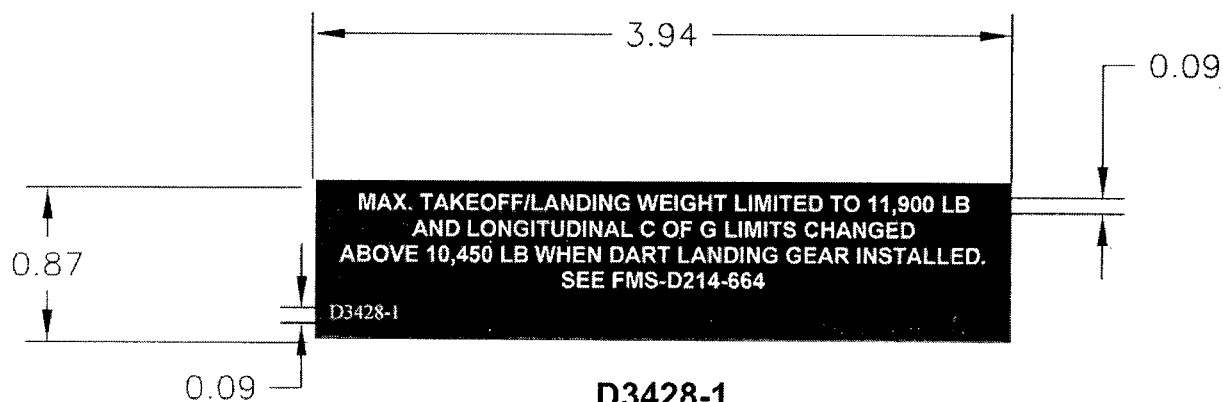 3.94
0.09
MAX. TAKEOFF/LANDING WEIGHT LIMITED TO 11,900 LB
AND LONGITUDINAL C OF G LIMITS CHANGED
ABOVE 10,450 LB WHEN DART LANDING GEAR INSTALLED.
SEE FMS-D214-664
0.87
D3428-1
0.09
D3428-1